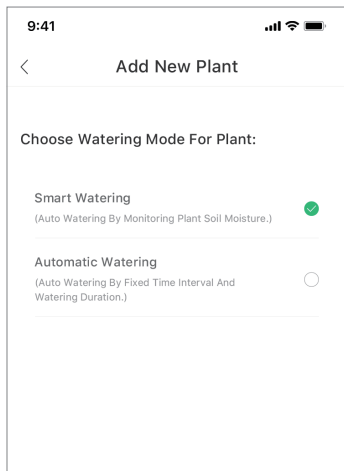 9:41
Add New Plant
Choose Watering Mode For Plant:
Smart Watering
(Auto Watering By Monitoring Plant Soil Moisture.)
Automatic Watering
(Auto Watering By Fixed Time Interval And
Watering Duration.)